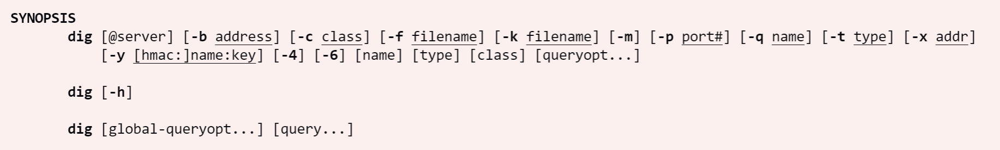 SYNOPSIS
dig [@server] [-b address] [-c class] [-f filename] [-k filename] [-m] [-p port#] [-q name] [-t type] [-x addr]
[-y [hmac:]name:key] [-4] [-6] [name] [type] [class] [queryopt...]
dig [-h]
dig [global-queryopt...] [query...]